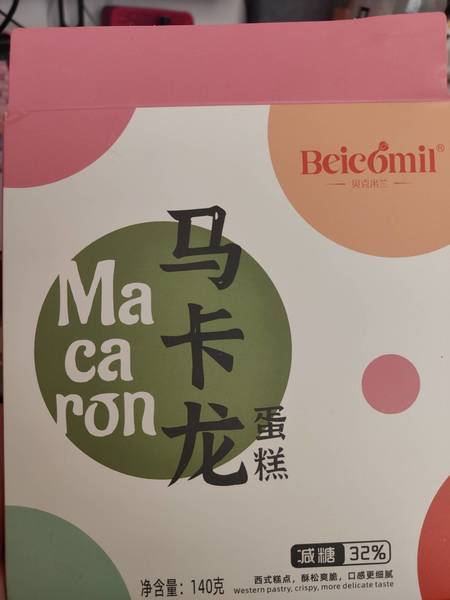 Beicomil®
贝克米兰
Ma
ca
ron
马卡龙
蛋糕
减糖 32%
净含量：140克
西式糕点，酥松爽脆，口感更细腻
Western pastry, crispy, more delicate taste